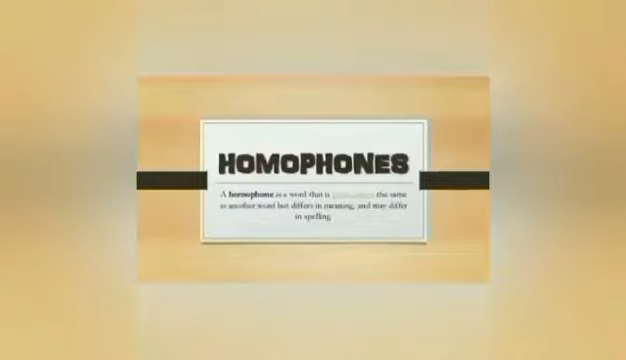 HOMOPHONES
A homophone is a word that is the same
as another word but differs in meaning, and may differ
in spelling